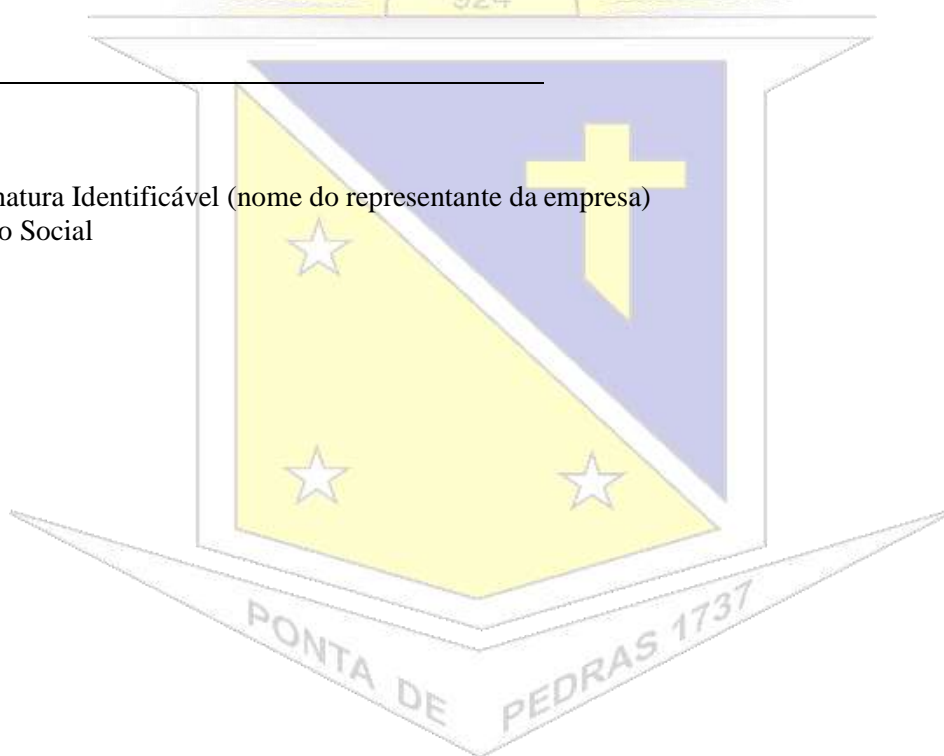 natura Identificável (nome do representante da empresa)
o Social
PONTA DE PEDRAS 1737